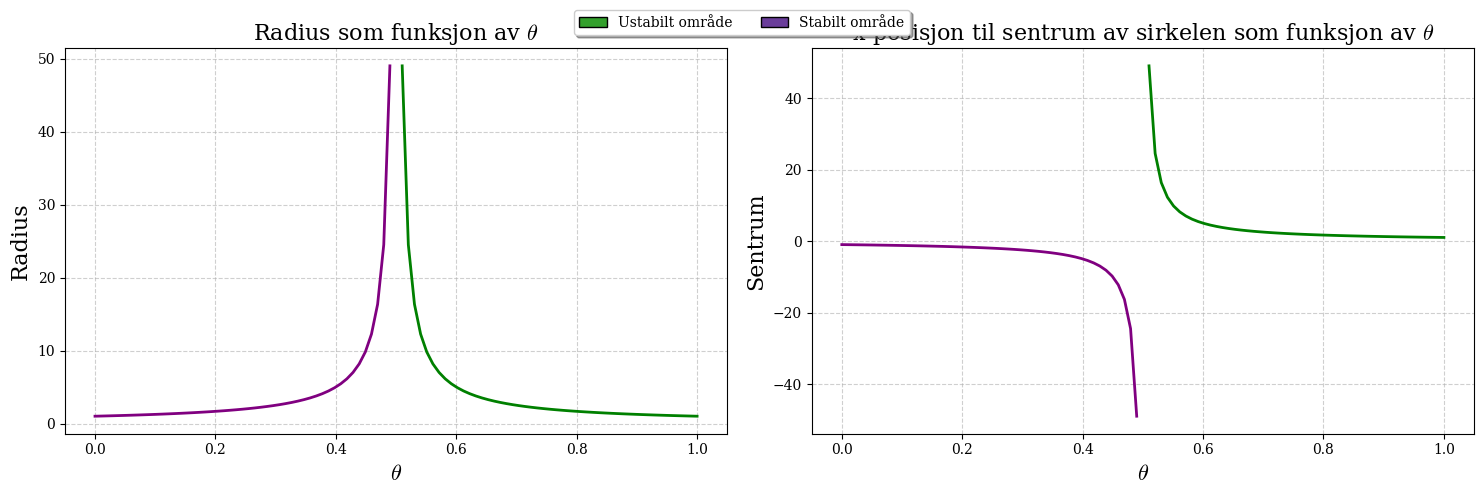 Ustabilt område
Stabilt område
Radius som funksjon av θ
x-posisjon til sentrum av sirkelen som funksjon av θ
50
40
30
20
10
0
Radius
0.0
0.2
0.4
0.6
0.8
1.0
θ
40
20
0
−20
−40
Sentrum
0.0
0.2
0.4
0.6
0.8
1.0
θ